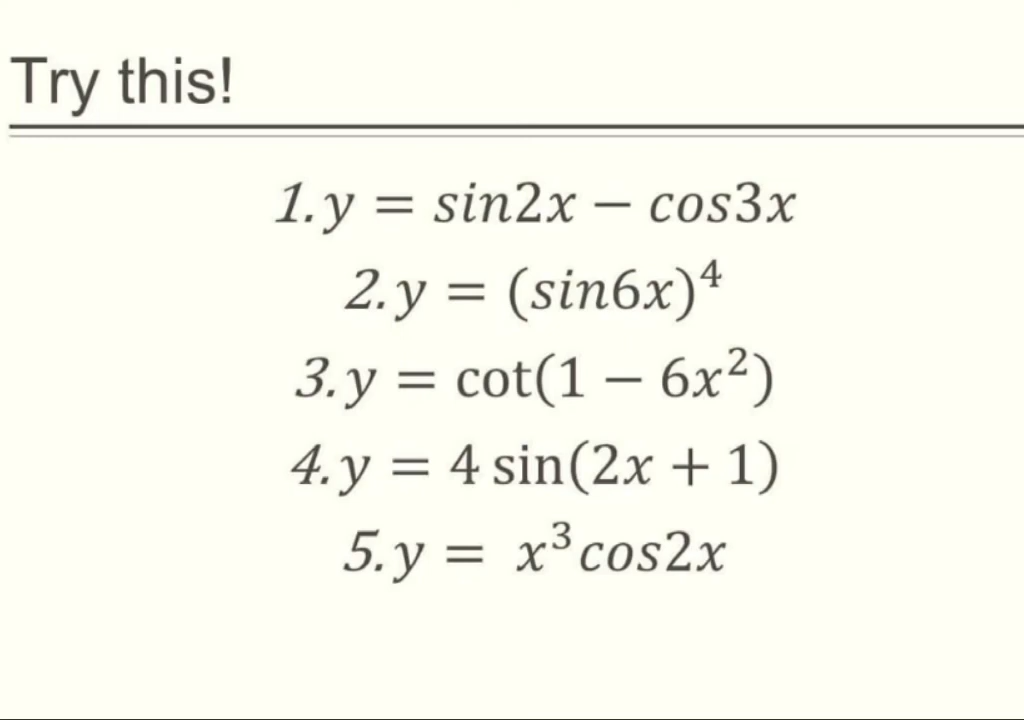 Try this!
1. y = sin2x − cos3x
2. y = (sin6x)⁴
3. y = cot(1 − 6x²)
4. y = 4 sin(2x + 1)
5. y = x³cos2x